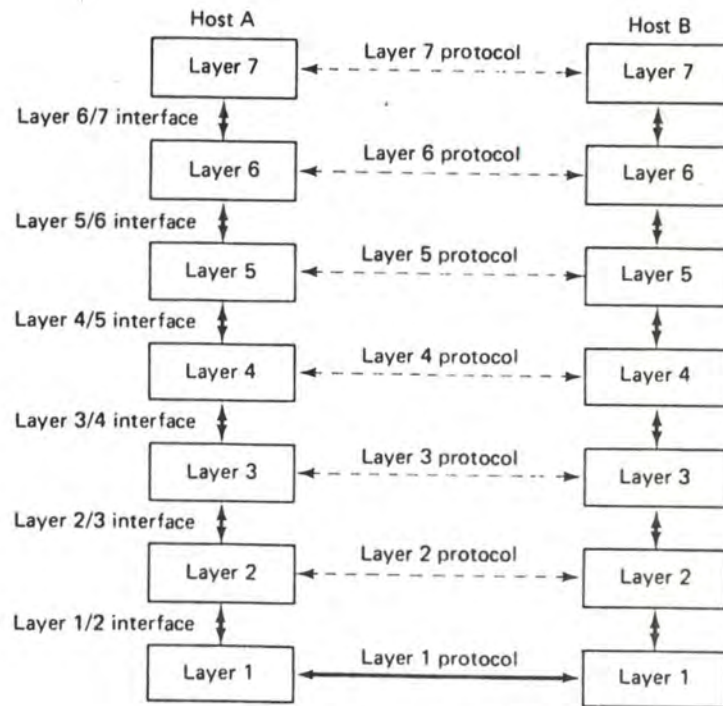 Host A
Host B
Layer 7
Layer 7 protocol
Layer 7
Layer 6/7 interface
Layer 6
Layer 6 protocol
Layer 6
Layer 5/6 interface
Layer 5
Layer 5 protocol
Layer 5
Layer 4/5 interface
Layer 4
Layer 4 protocol
Layer 4
Layer 3/4 interface
Layer 3
Layer 3 protocol
Layer 3
Layer 2/3 interface
Layer 2
Layer 2 protocol
Layer 2
Layer 1/2 interface
Layer 1
Layer 1 protocol
Layer 1